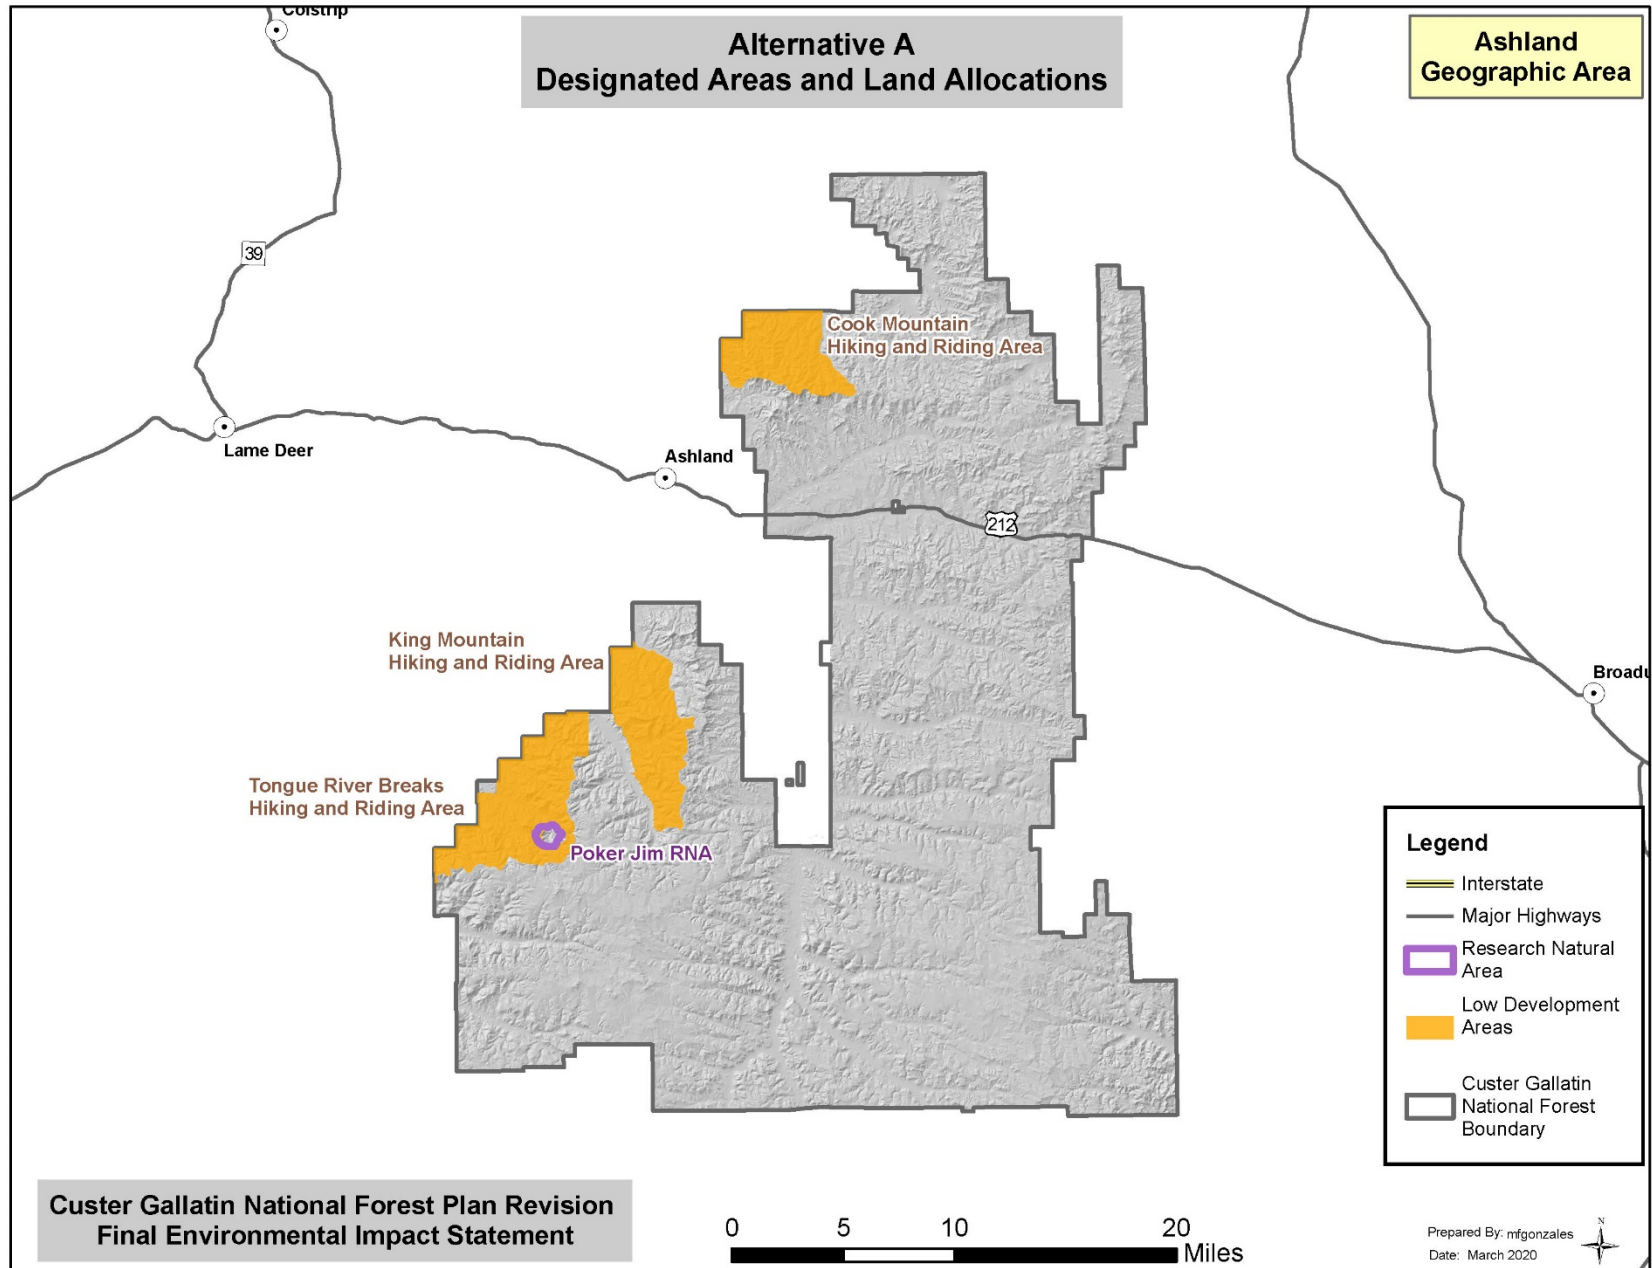 Colstrip
Alternative A
Designated Areas and Land Allocations
Ashland
Geographic Area
39
Cook Mountain
Hiking and Riding Area
Lame Deer
Ashland
212
King Mountain
Hiking and Riding Area
Broadu
Tongue River Breaks
Hiking and Riding Area
Poker Jim RNA
Legend
Interstate
Major Highways
Research Natural
Area
Low Development
Areas
Custer Gallatin
National Forest
Boundary
Custer Gallatin National Forest Plan Revision
Final Environmental Impact Statement
0 5 10 20
Miles
Prepared By: mfgonzales
Date: March 2020
N